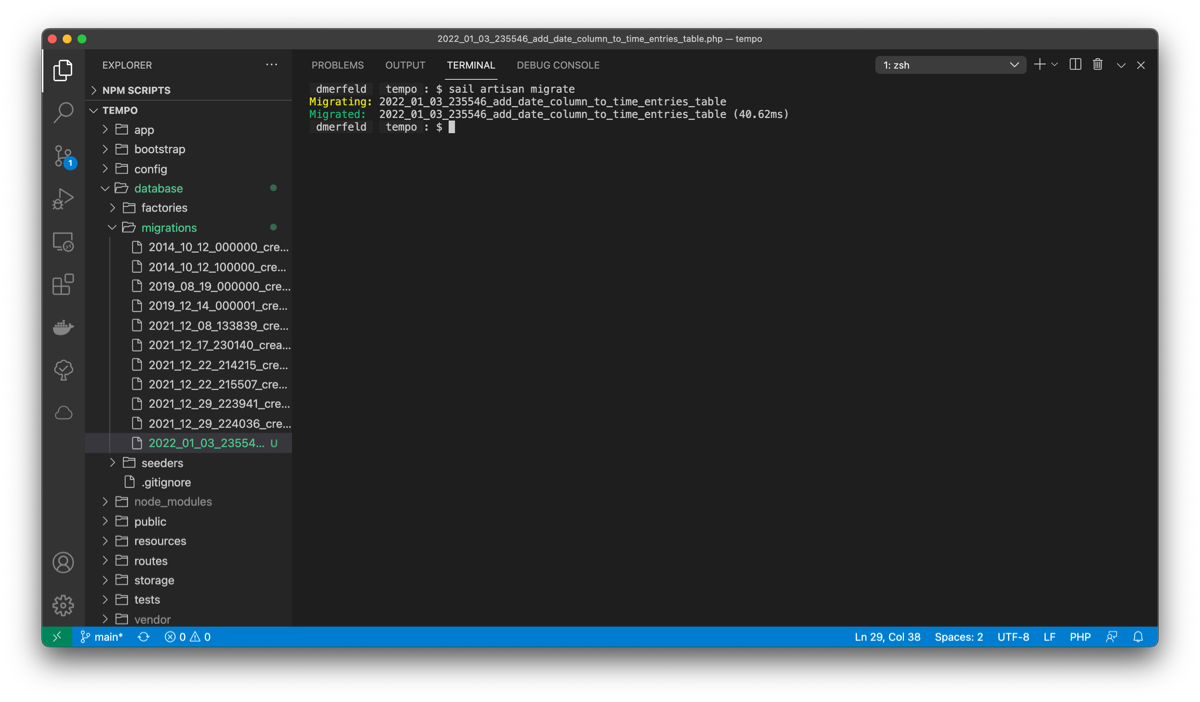 2022_01_03_235546_add_date_column_to_time_entries_table.php — tempo
EXPLORER
NPM SCRIPTS
TEMPO
app
bootstrap
config
database
factories
migrations
2014_10_12_000000_cre...
2014_10_12_100000_cre...
2019_08_19_000000_cre...
2019_12_14_000001_cre...
2021_12_08_133839_cre...
2021_12_17_230140_crea...
2021_12_22_214215_cre...
2021_12_22_215507_cre...
2021_12_29_223941_cre...
2021_12_29_224036_cre...
2022_01_03_23554... U
seeders
.gitignore
node_modules
public
resources
routes
storage
tests
vendor
1
PROBLEMS OUTPUT TERMINAL DEBUG CONSOLE 1: zsh
dmerfeld tempo : $ sail artisan migrate
Migrating: 2022_01_03_235546_add_date_column_to_time_entries_table
Migrated: 2022_01_03_235546_add_date_column_to_time_entries_table (40.62ms)
dmerfeld tempo : $
main* 0 0 Ln 29, Col 38 Spaces: 2 UTF-8 LF PHP